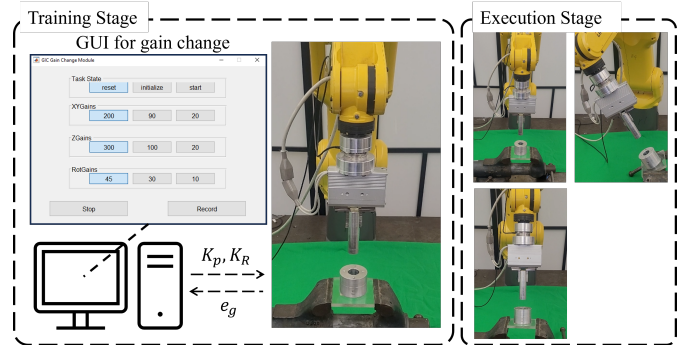 Training Stage
GUI for gain change
GIC Gain Change Module
Task State
reset initialize start
XYGains
200 90 20
ZGains
300 100 20
RotGains
45 30 10
Stop Record
K_p, K_R
e_g
Execution Stage